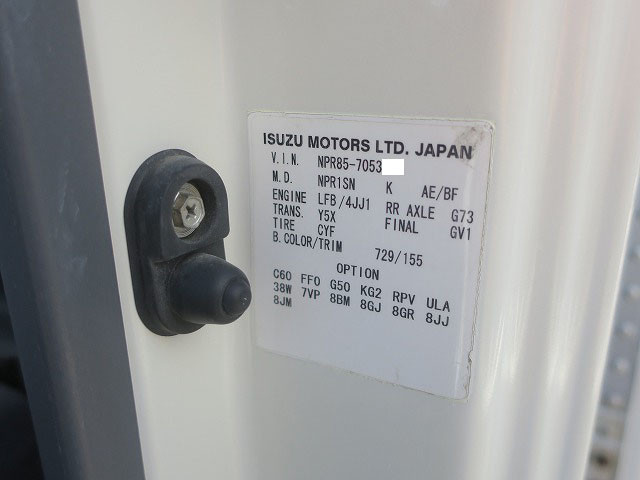 ISUZU MOTORS LTD. JAPAN
V.I.N. NPR85-7053
M.D. NPR1SN K AE/BF
ENGINE LFB/4JJ1 RR AXLE G73
TRANS. Y5X FINAL GV1
TIRE CYF
B.COLOR/TRIM 729/155
OPTION
C60 FFO G50 KG2 RPV ULA
38W 7VP 8BM 8GJ 8GR 8JJ
8JM